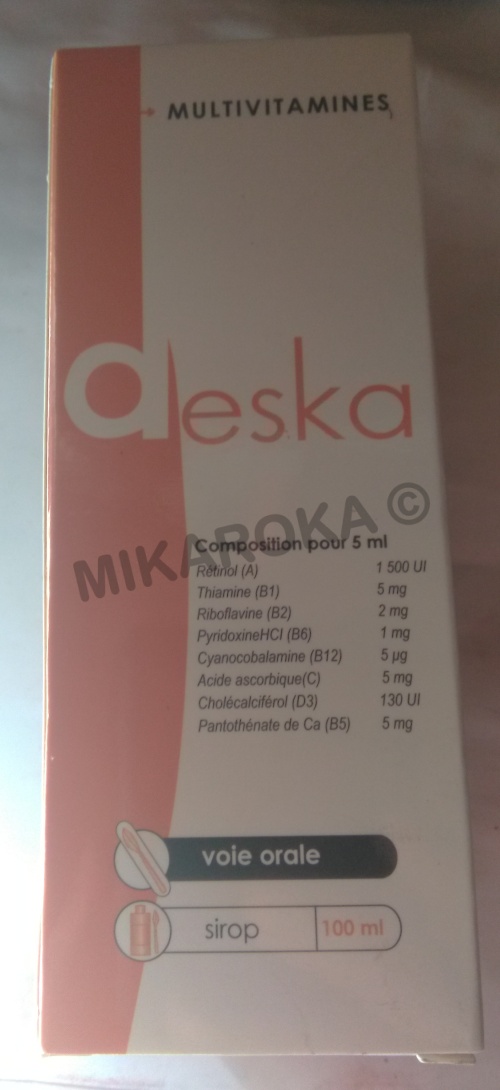 MULTIVITAMINES
deska
MIKAROKA ©
Composition pour 5 ml
Rétinol (A) 1 500 UI
Thiamine (B1) 5 mg
Riboflavine (B2) 2 mg
PyridoxineHCl (B6) 1 mg
Cyanocobalamine (B12) 5 µg
Acide ascorbique(C) 5 mg
Cholécalciférol (D3) 130 UI
Pantothénate de Ca (B5) 5 mg
voie orale
sirop 100 ml